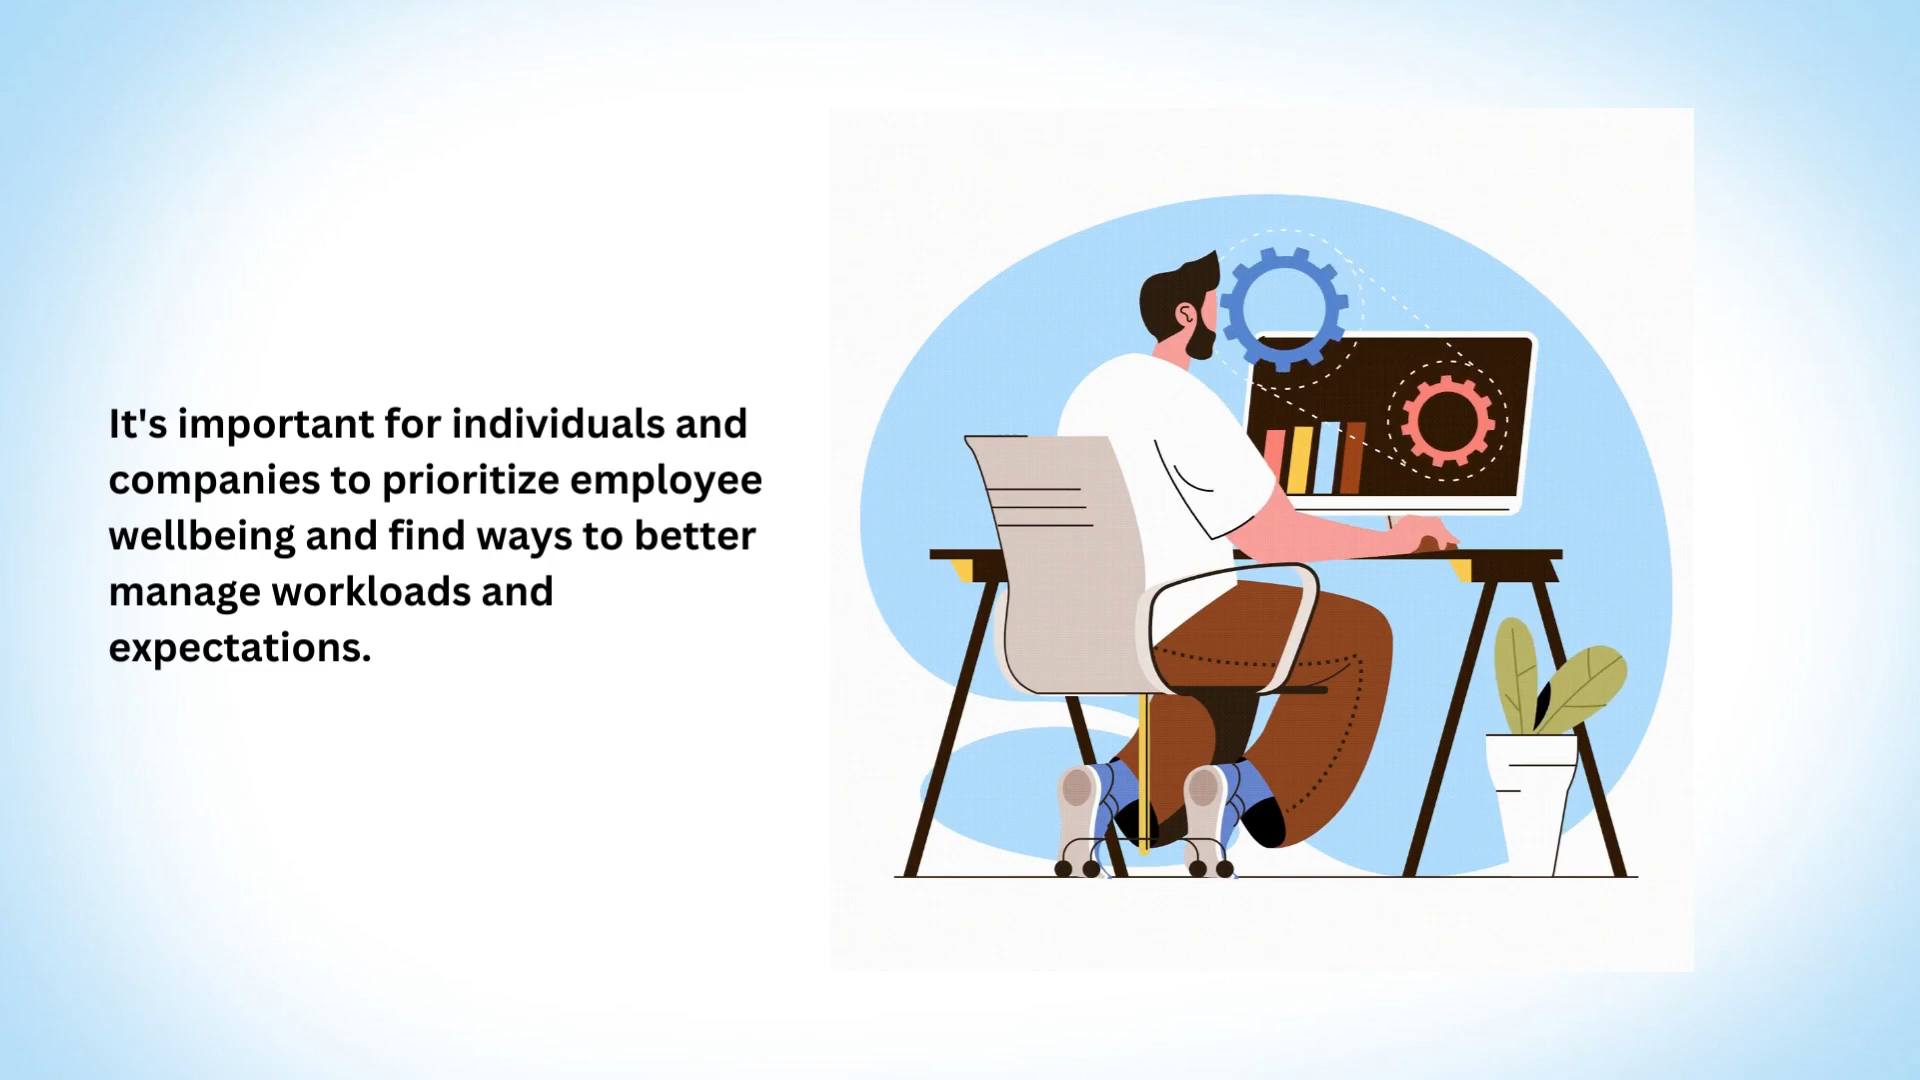 It's important for individuals and
companies to prioritize employee
wellbeing and find ways to better
manage workloads and
expectations.